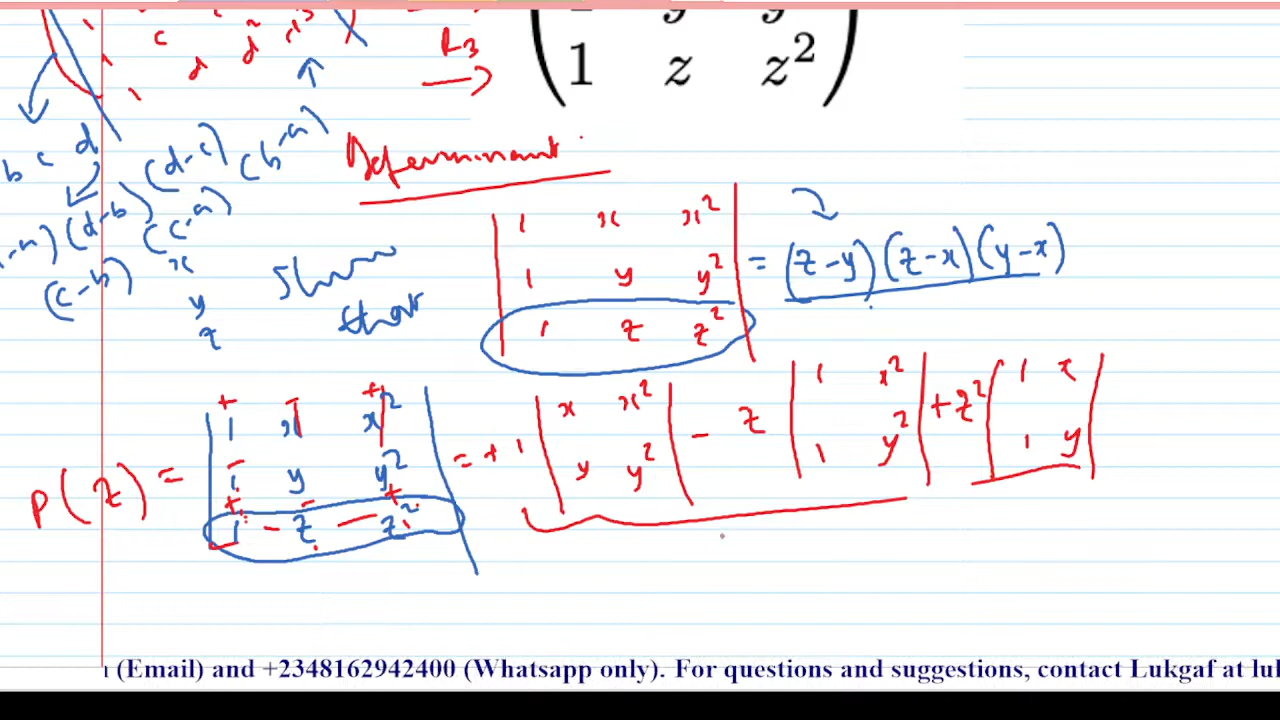 R3
1 z z²
b c d (d-c) (b-a)
(d-b) (c-a)
(c-b)
Determinant
x
y
z
Show
that
| 1 x x² |
| 1 y y² | = (z-y)(z-x)(y-x)
| 1 z z² |
P(z) = | 1 x x² | = +1 | x x² | - z | 1 x² | + z² | 1 x |
| 1 y y² | | y y² | | 1 y² | | 1 y |
| 1 - z - z² |
(Email) and +2348162942400 (Whatsapp only). For questions and suggestions, contact Lukgaf at